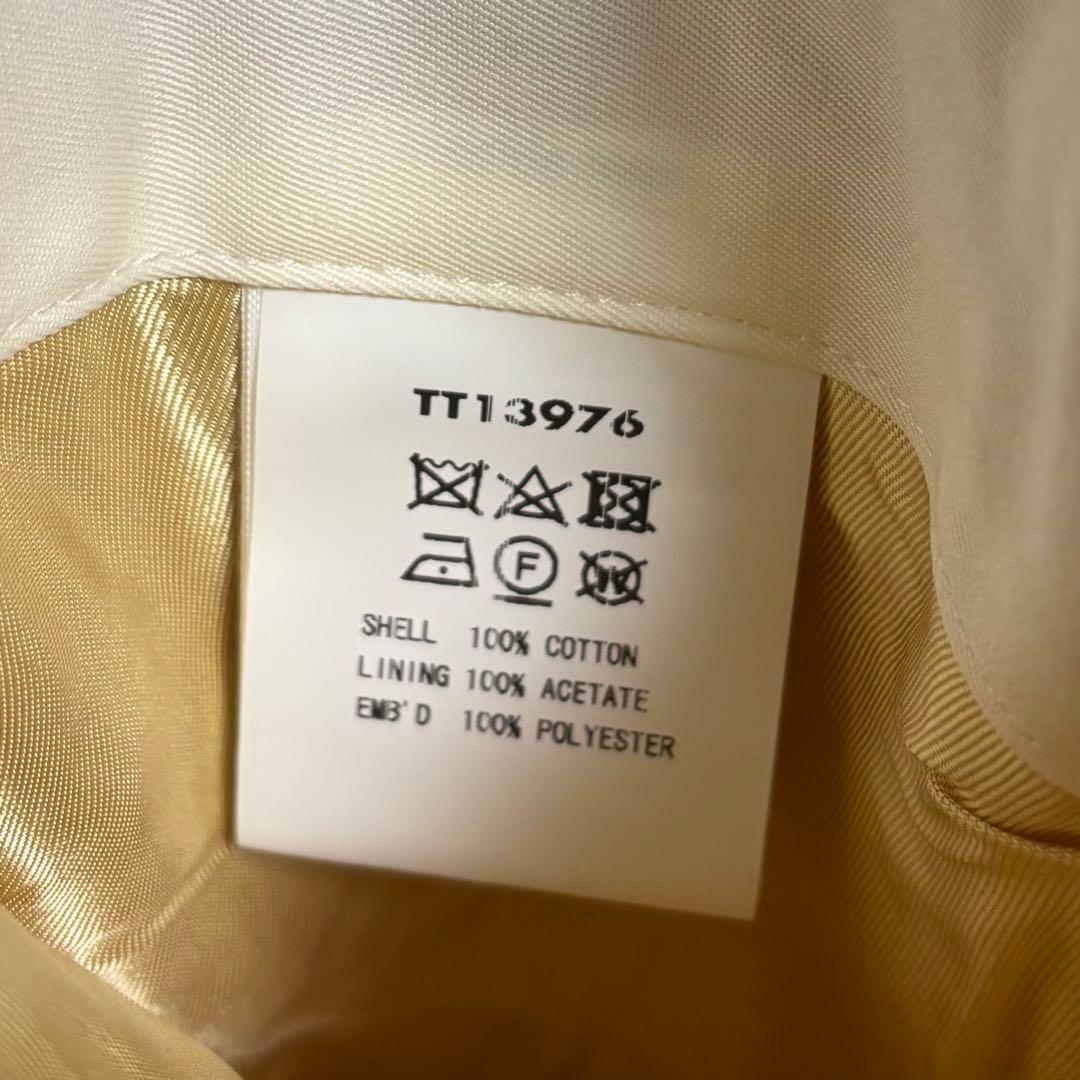 TT13976
F
W
SHELL 100% COTTON
LINING 100% ACETATE
EMB'D 100% POLYESTER